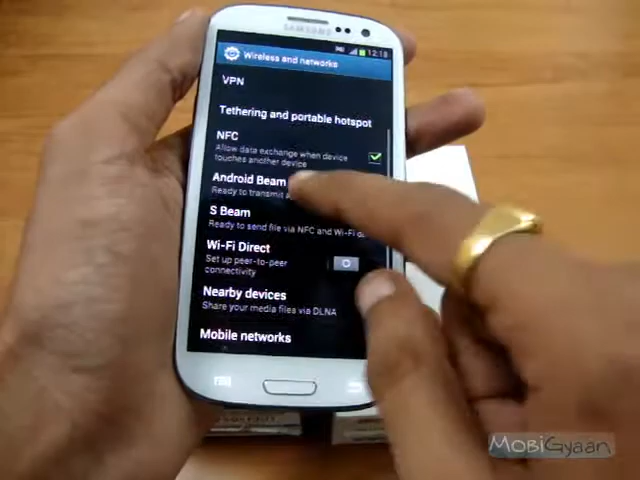 SAMSUNG
12:18
Wireless and networks
VPN
Tethering and portable hotspot
NFC
Allow data exchange when device
touches another device
Android Beam
Ready to transmit
S Beam
Ready to send file via NFC and Wi-Fi
Wi-Fi Direct
Set up peer-to-peer
connectivity
Nearby devices
Share your media files via DLNA
Mobile networks
MOBIGYAAN